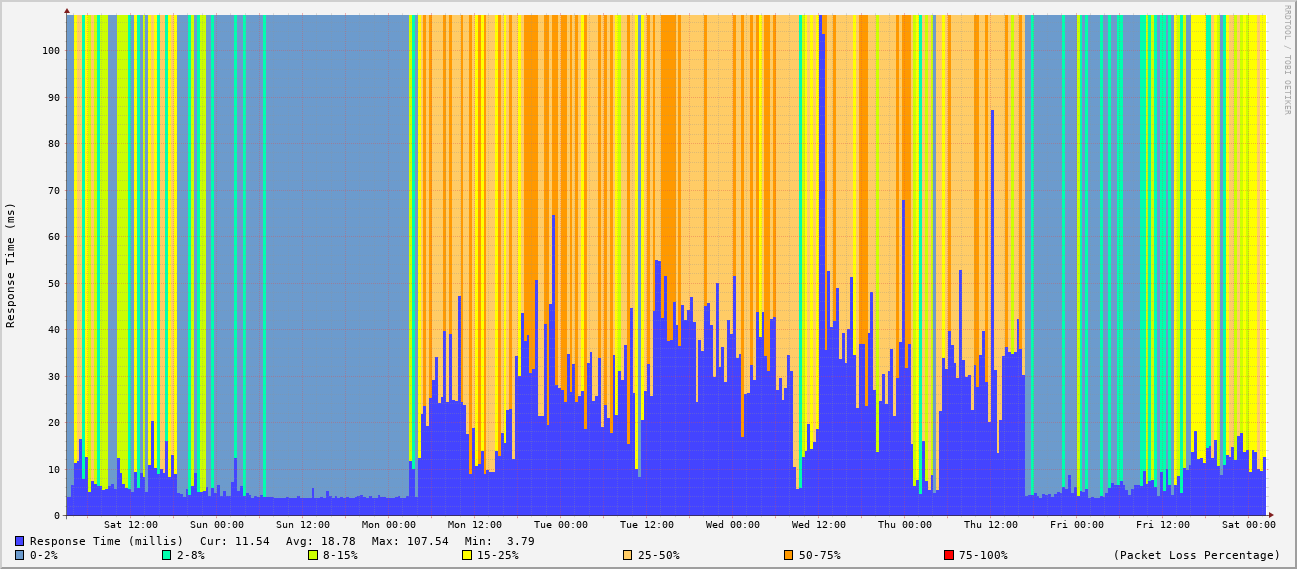 RRDTOOL / TOBI OETIKER
Response Time (ms)
100
90
80
70
60
50
40
30
20
10
0
Sat 12:00 Sun 00:00 Sun 12:00 Mon 00:00 Mon 12:00 Tue 00:00 Tue 12:00 Wed 00:00 Wed 12:00 Thu 00:00 Thu 12:00 Fri 00:00 Fri 12:00 Sat 00:00
Response Time (millis) Cur: 11.54 Avg: 18.78 Max: 107.54 Min: 3.79
0-2% 2-8% 8-15% 15-25% 25-50% 50-75% 75-100% (Packet Loss Percentage)